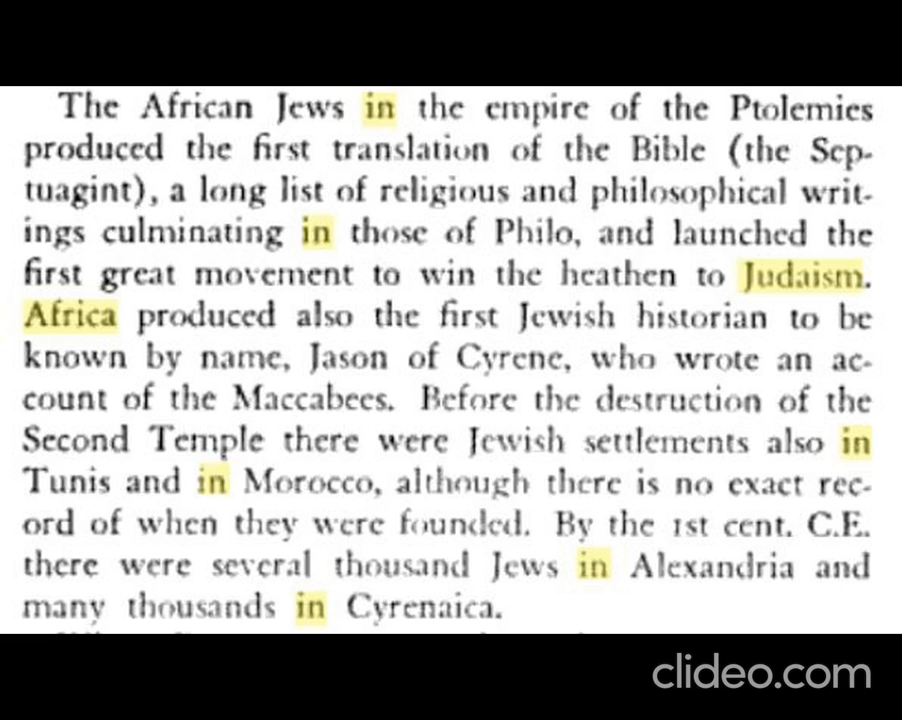 The African Jews in the empire of the Ptolemies
produced the first translation of the Bible (the Sep-
tuagint), a long list of religious and philosophical writ-
ings culminating in those of Philo, and launched the
first great movement to win the heathen to Judaism.
Africa produced also the first Jewish historian to be
known by name, Jason of Cyrene, who wrote an ac-
count of the Maccabees. Before the destruction of the
Second Temple there were Jewish settlements also in
Tunis and in Morocco, although there is no exact rec-
ord of when they were founded. By the 1st cent. C.E.
there were several thousand Jews in Alexandria and
many thousands in Cyrenaica.
clideo.com